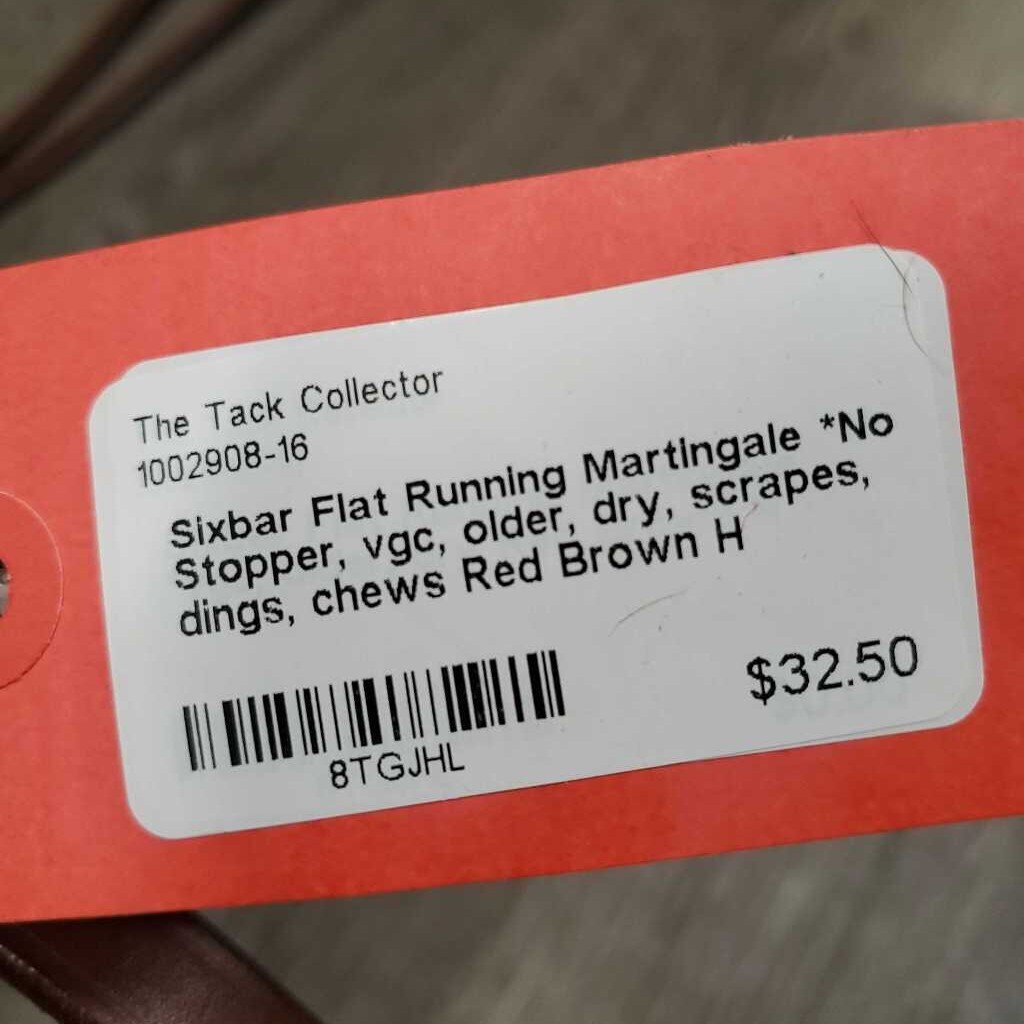 The Tack Collector
1002908-16
Sixbar Flat Running Martingale *No
Stopper, vgc, older, dry, scrapes,
dings, chews Red Brown H
$32.50
8TGJHL